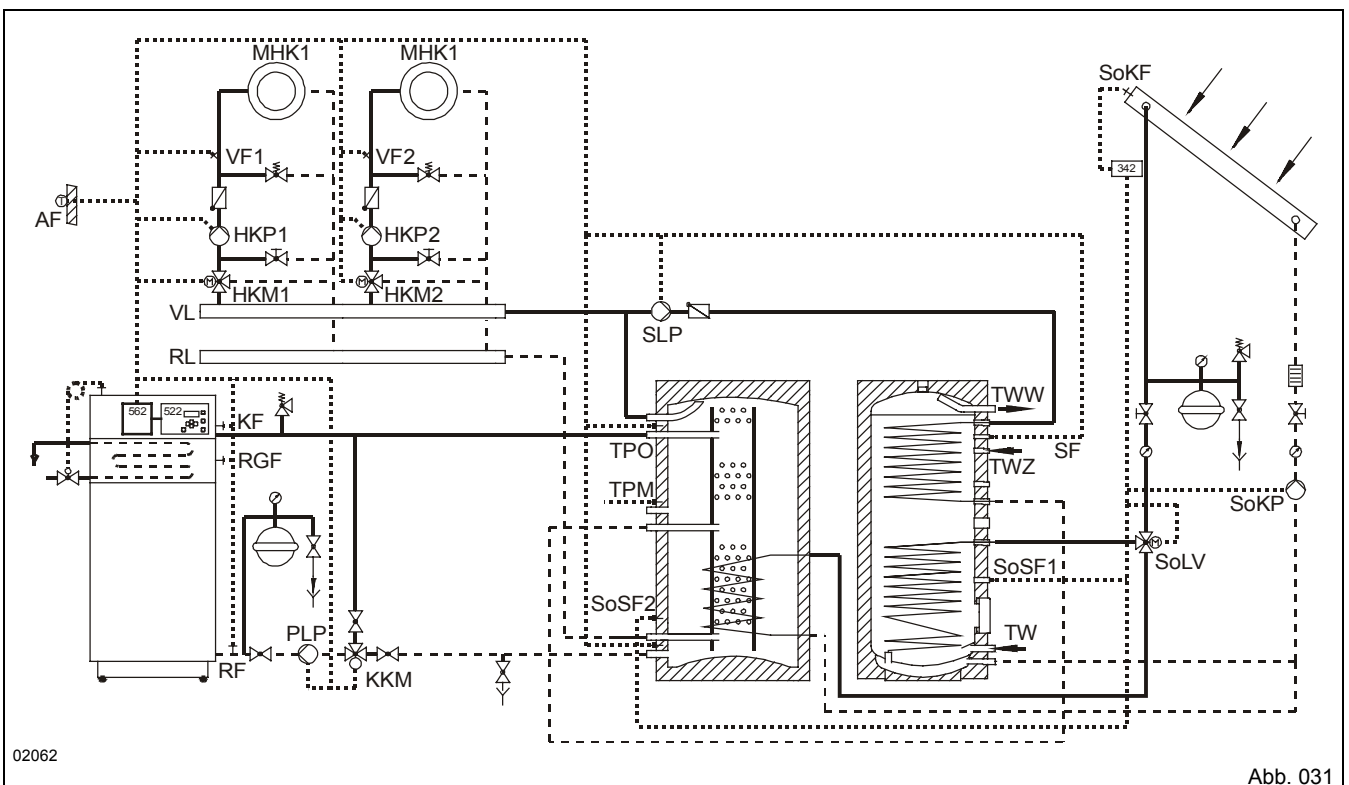 MHK1
MHK1
SoKF
VF1
VF2
342
AF
T
HKP1
HKP2
M
M
HKM1
HKM2
VL
SLP
RL
562
522
KF
TWW
TPO
SF
RGF
TWZ
TPM
SoKP
M
SoLV
SoSF1
SoSF2
PLP
TW
RF
KKM
02062
Abb. 031